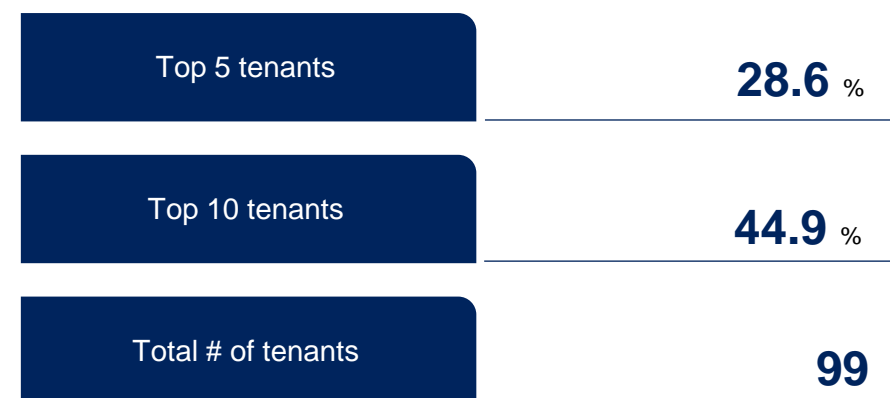 Top 5 tenants 28.6 %
Top 10 tenants 44.9 %
Total # of tenants 99